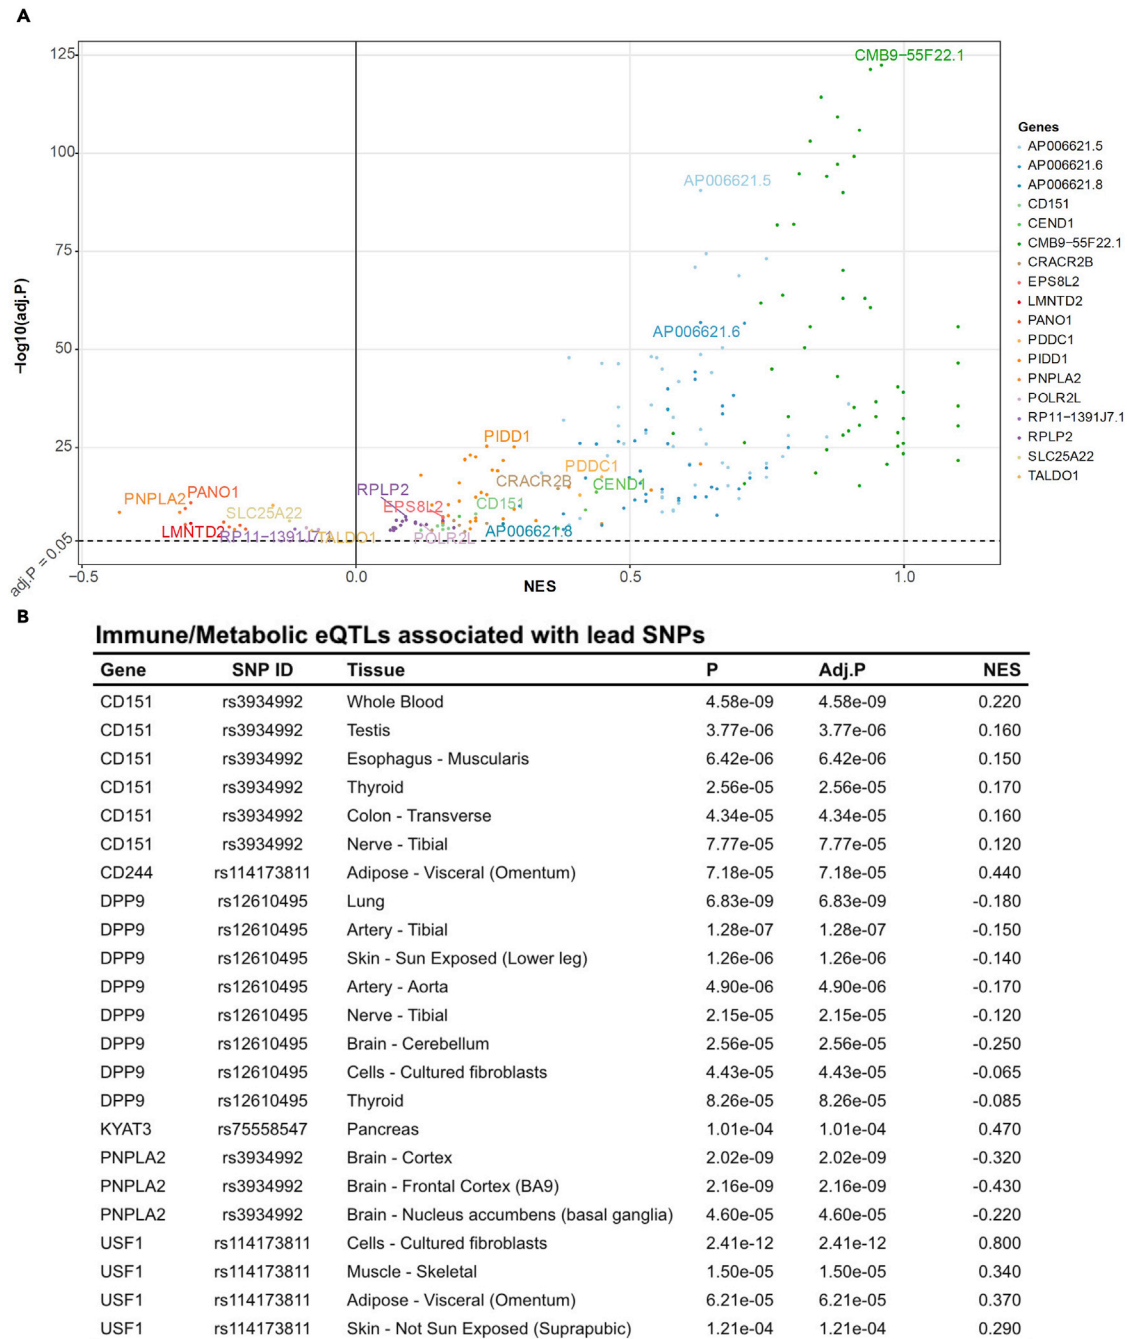 A
125
100
75
50
25
0.05
adj.P = 0.05
-log10(adj.P)
CMB9-55F22.1
AP006621.5
AP006621.6
PIDD1
PDDC1
CRACR2B
CEND1
PNPLA2
PANO1
RPLP2
EPS8L2
CD151
SLC25A22
LMNTD2
RP11-1391J7
TALDO1
POLR2L
AP006621.8
-0.5
0.0
0.5
1.0
NES
Genes
AP006621.5
AP006621.6
AP006621.8
CD151
CEND1
CMB9-55F22.1
CRACR2B
EPS8L2
LMNTD2
PANO1
PDDC1
PIDD1
PNPLA2
POLR2L
RP11-1391J7.1
RPLP2
SLC25A22
TALDO1
B
Immune/Metabolic eQTLs associated with lead SNPs
Gene SNP ID Tissue P Adj.P NES
CD151 rs3934992 Whole Blood 4.58e-09 4.58e-09 0.220
CD151 rs3934992 Testis 3.77e-06 3.77e-06 0.160
CD151 rs3934992 Esophagus - Muscularis 6.42e-06 6.42e-06 0.150
CD151 rs3934992 Thyroid 2.56e-05 2.56e-05 0.170
CD151 rs3934992 Colon - Transverse 4.34e-05 4.34e-05 0.160
CD151 rs3934992 Nerve - Tibial 7.77e-05 7.77e-05 0.120
CD244 rs114173811 Adipose - Visceral (Omentum) 7.18e-05 7.18e-05 0.440
DPP9 rs12610495 Lung 6.83e-09 6.83e-09 -0.180
DPP9 rs12610495 Artery - Tibial 1.28e-07 1.28e-07 -0.150
DPP9 rs12610495 Skin - Sun Exposed (Lower leg) 1.26e-06 1.26e-06 -0.140
DPP9 rs12610495 Artery - Aorta 4.90e-06 4.90e-06 -0.170
DPP9 rs12610495 Nerve - Tibial 2.15e-05 2.15e-05 -0.120
DPP9 rs12610495 Brain - Cerebellum 2.56e-05 2.56e-05 -0.250
DPP9 rs12610495 Cells - Cultured fibroblasts 4.43e-05 4.43e-05 -0.065
DPP9 rs12610495 Thyroid 8.26e-05 8.26e-05 -0.085
KYAT3 rs75558547 Pancreas 1.01e-04 1.01e-04 0.470
PNPLA2 rs3934992 Brain - Cortex 2.02e-09 2.02e-09 -0.320
PNPLA2 rs3934992 Brain - Frontal Cortex (BA9) 2.16e-09 2.16e-09 -0.430
PNPLA2 rs3934992 Brain - Nucleus accumbens (basal ganglia) 4.60e-05 4.60e-05 -0.220
USF1 rs114173811 Cells - Cultured fibroblasts 2.41e-12 2.41e-12 0.800
USF1 rs114173811 Muscle - Skeletal 1.50e-05 1.50e-05 0.340
USF1 rs114173811 Adipose - Visceral (Omentum) 6.21e-05 6.21e-05 0.370
USF1 rs114173811 Skin - Not Sun Exposed (Suprapubic) 1.21e-04 1.21e-04 0.290